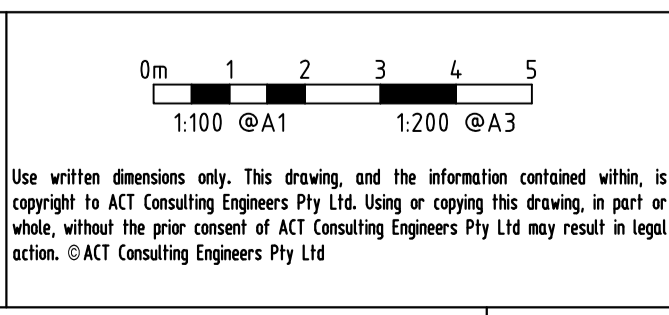 0m 1 2 3 4 5
1:100 @A1 1:200 @A3
Use written dimensions only. This drawing, and the information contained within, is
copyright to ACT Consulting Engineers Pty Ltd. Using or copying this drawing, in part or
whole, without the prior consent of ACT Consulting Engineers Pty Ltd may result in legal
action. © ACT Consulting Engineers Pty Ltd